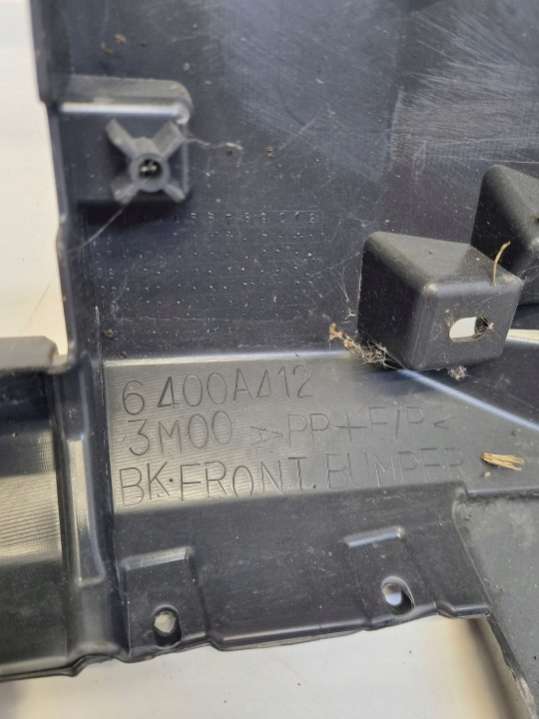 6400A412
3M00 >PP+E/P<
BK·FRONT.BUMPER